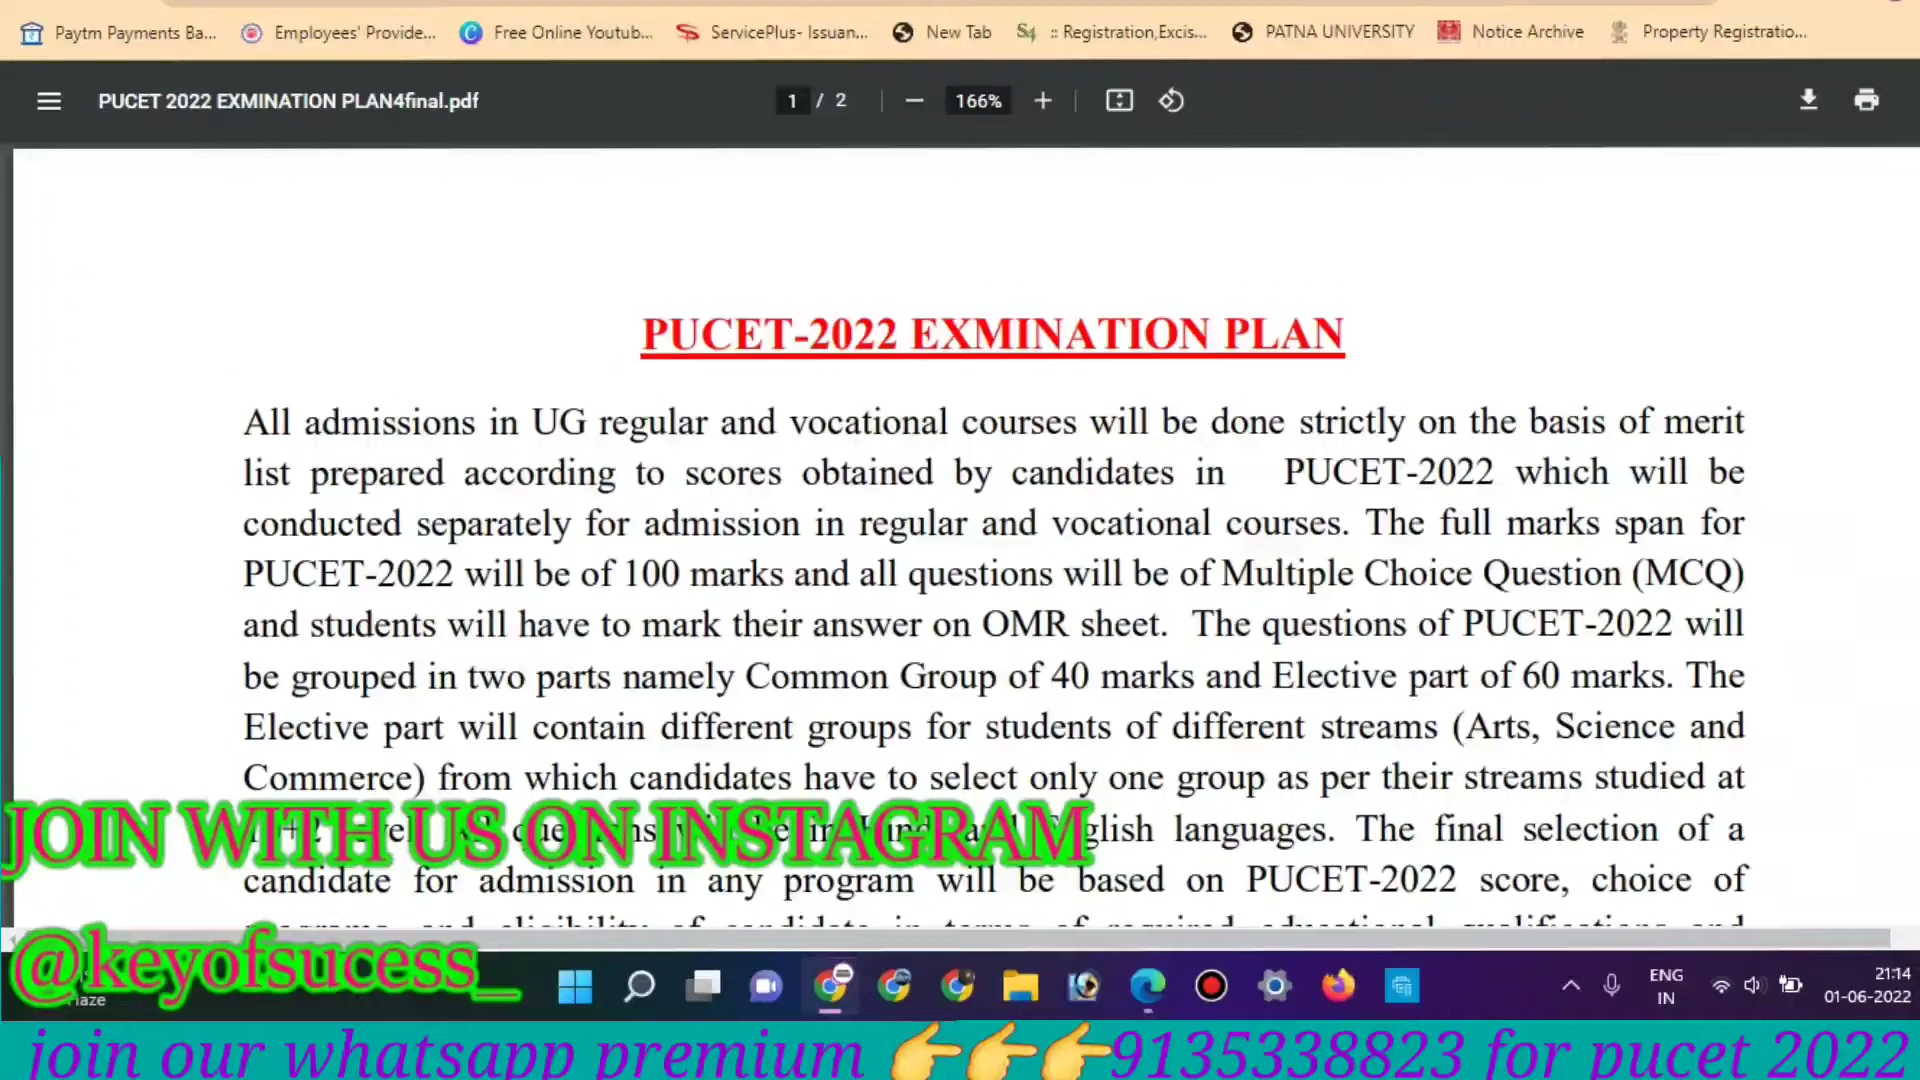 Paytm Payments Ba... Employees' Provide... Free Online Youtub... ServicePlus- Issuan... New Tab :: Registration,Excis... PATNA UNIVERSITY Notice Archive Property Registratio...
PUCET 2022 EXMINATION PLAN4final.pdf 1 / 2 166%
PUCET-2022 EXMINATION PLAN
All admissions in UG regular and vocational courses will be done strictly on the basis of merit
list prepared according to scores obtained by candidates in PUCET-2022 which will be
conducted separately for admission in regular and vocational courses. The full marks span for
PUCET-2022 will be of 100 marks and all questions will be of Multiple Choice Question (MCQ)
and students will have to mark their answer on OMR sheet. The questions of PUCET-2022 will
be grouped in two parts namely Common Group of 40 marks and Elective part of 60 marks. The
Elective part will contain different groups for students of different streams (Arts, Science and
Commerce) from which candidates have to select only one group as per their streams studied at
languages. The final selection of a
JOIN WITH US ON INSTAGRAM
candidate for admission in any program will be based on PUCET-2022 score, choice of
@keyofsucess_
Haze
ENG
IN
21:14
01-06-2022
join our whatsapp premium 👉👉👉9135338823 for pucet 2022